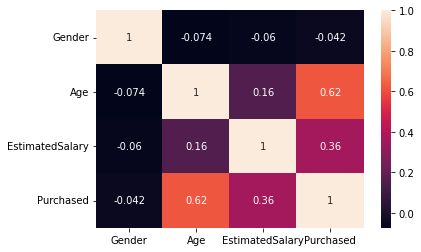 Gender 1 -0.074 -0.06 -0.042
Age -0.074 1 0.16 0.62
EstimatedSalary -0.06 0.16 1 0.36
Purchased -0.042 0.62 0.36 1
Gender Age EstimatedSalary Purchased
1.0
0.8
0.6
0.4
0.2
0.0